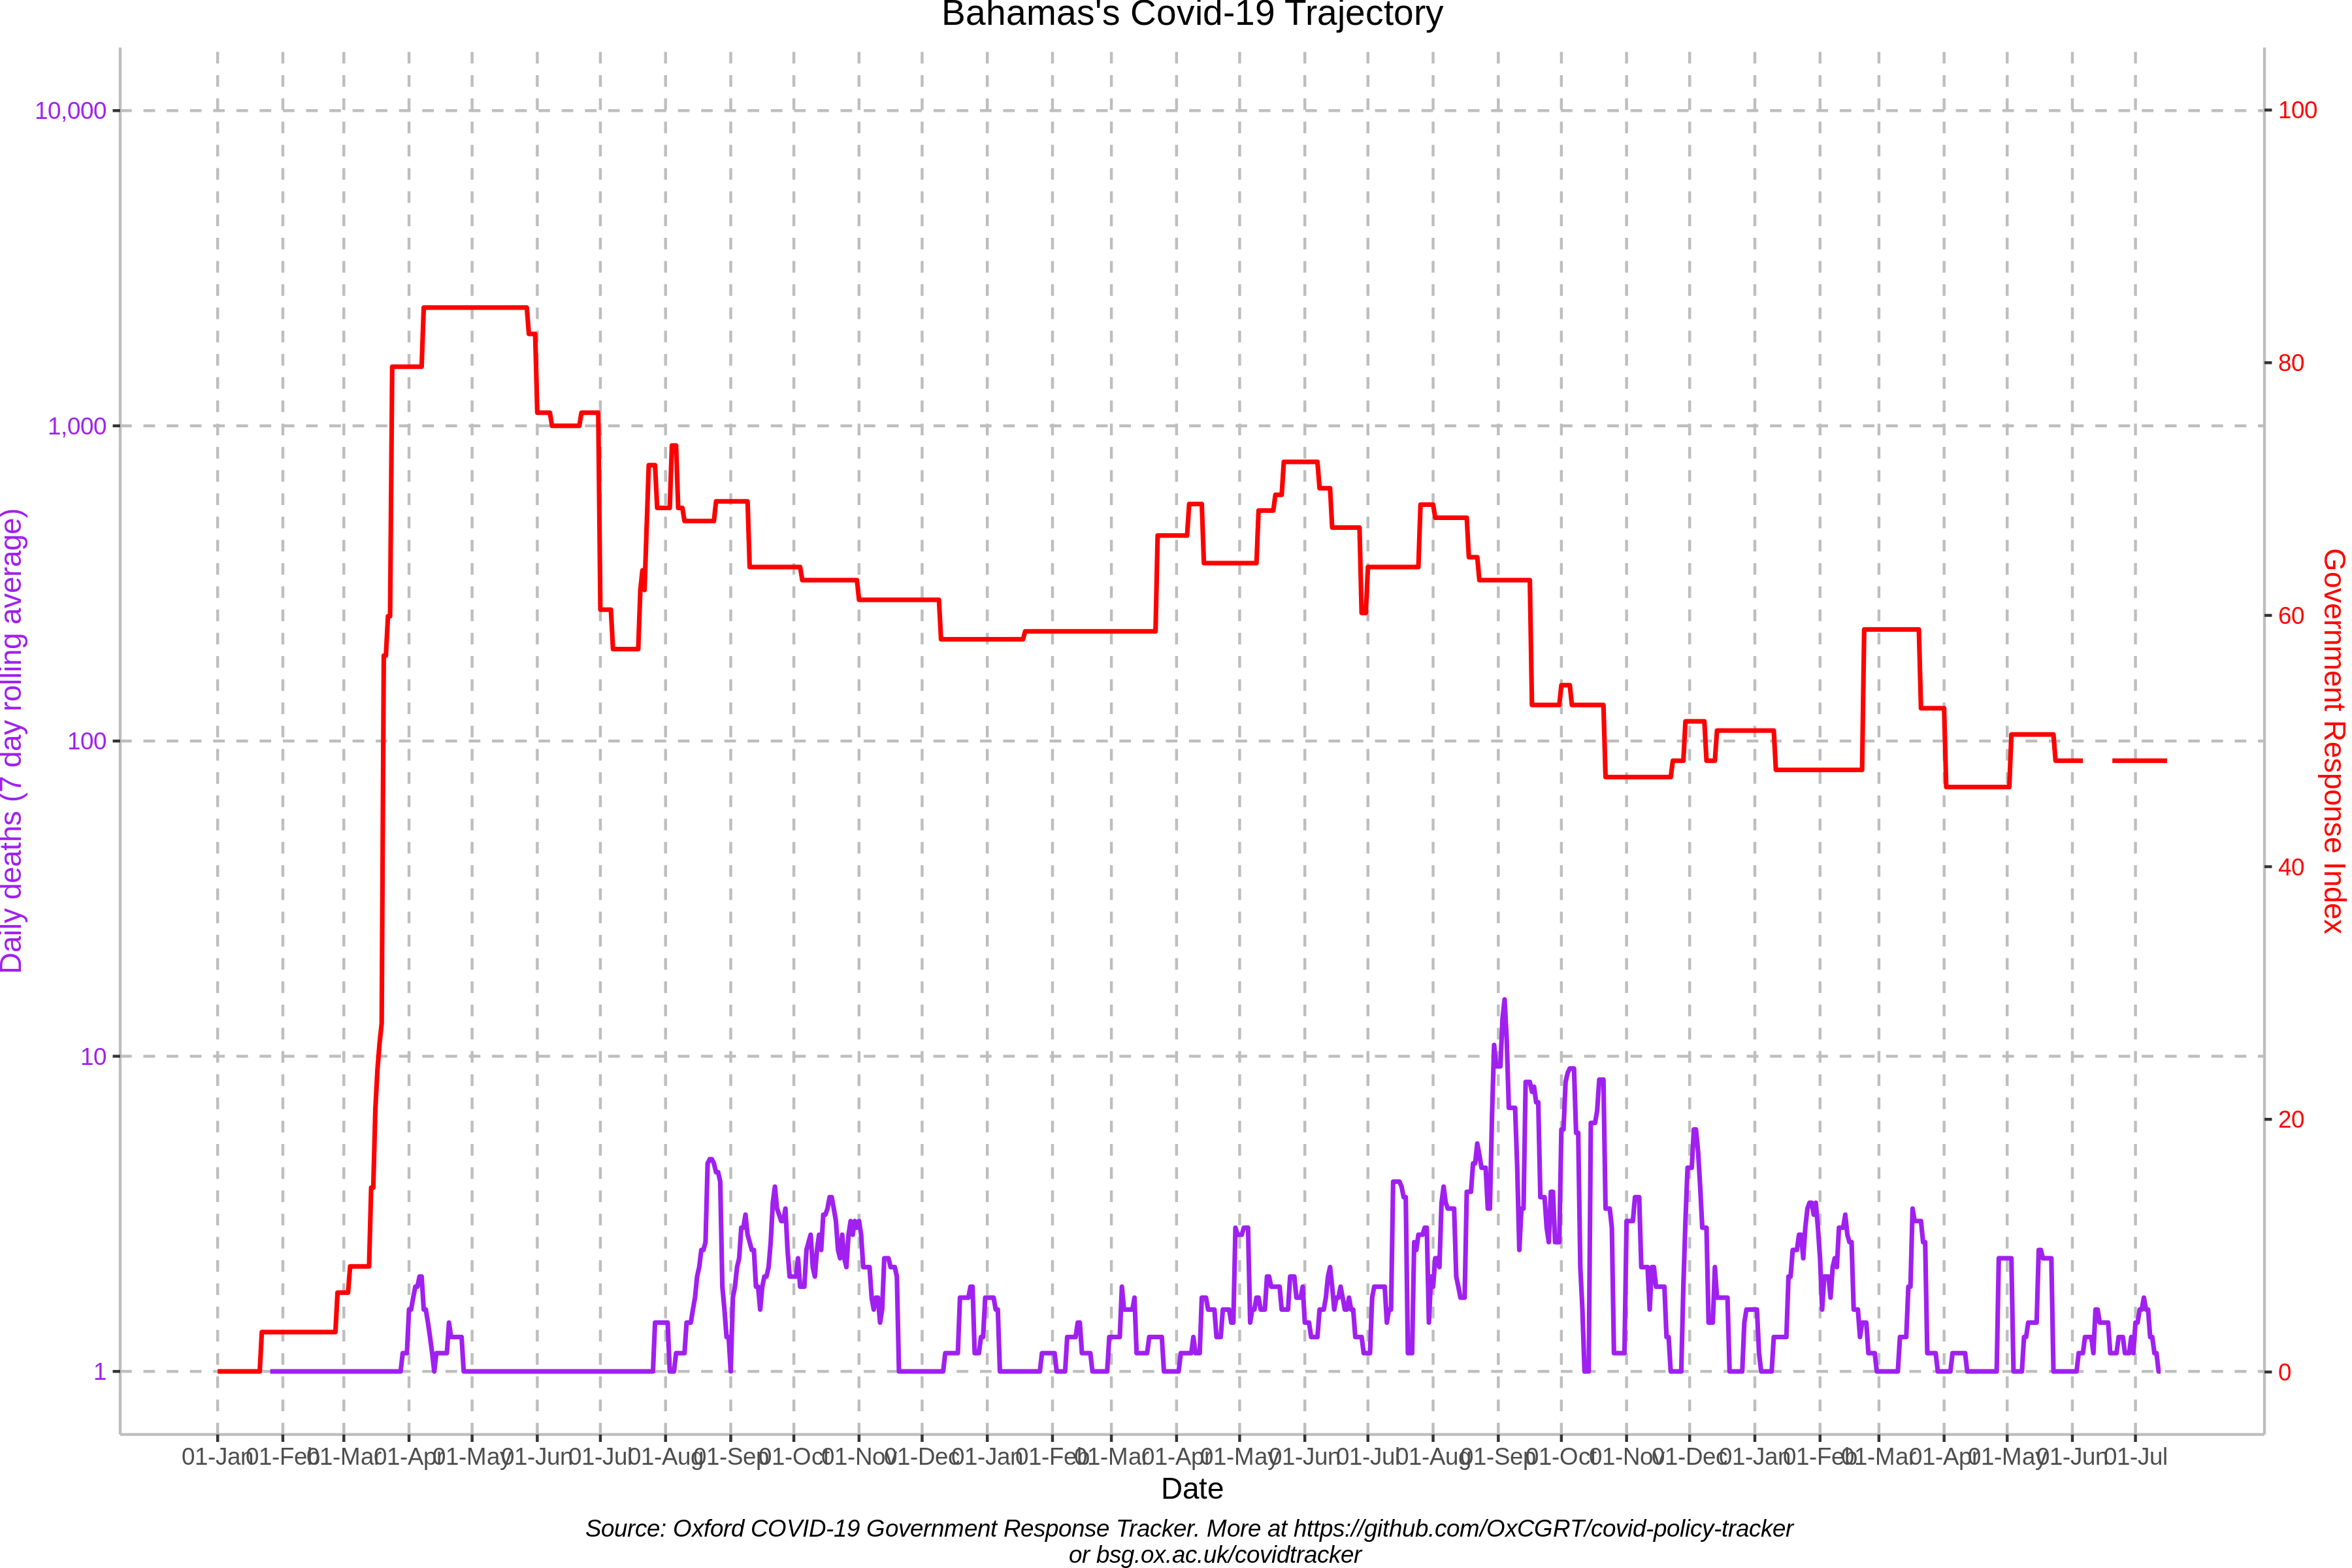 Bahamas's Covid-19 Trajectory
10,000
1,000
100
10
1
Daily deaths (7 day rolling average)
100
80
60
40
20
0
Government Response Index
01-Jan 01-Feb 01-Mar 01-Apr 01-May 01-Jun 01-Jul 01-Aug 01-Sep 01-Oct 01-Nov 01-Dec 01-Jan 01-Feb 01-Mar 01-Apr 01-May 01-Jun 01-Jul 01-Aug 01-Sep 01-Oct 01-Nov 01-Dec 01-Jan 01-Feb 01-Mar 01-Apr 01-May 01-Jun 01-Jul
Date
Source: Oxford COVID-19 Government Response Tracker. More at https://github.com/OxCGRT/covid-policy-tracker
or bsg.ox.ac.uk/covidtracker